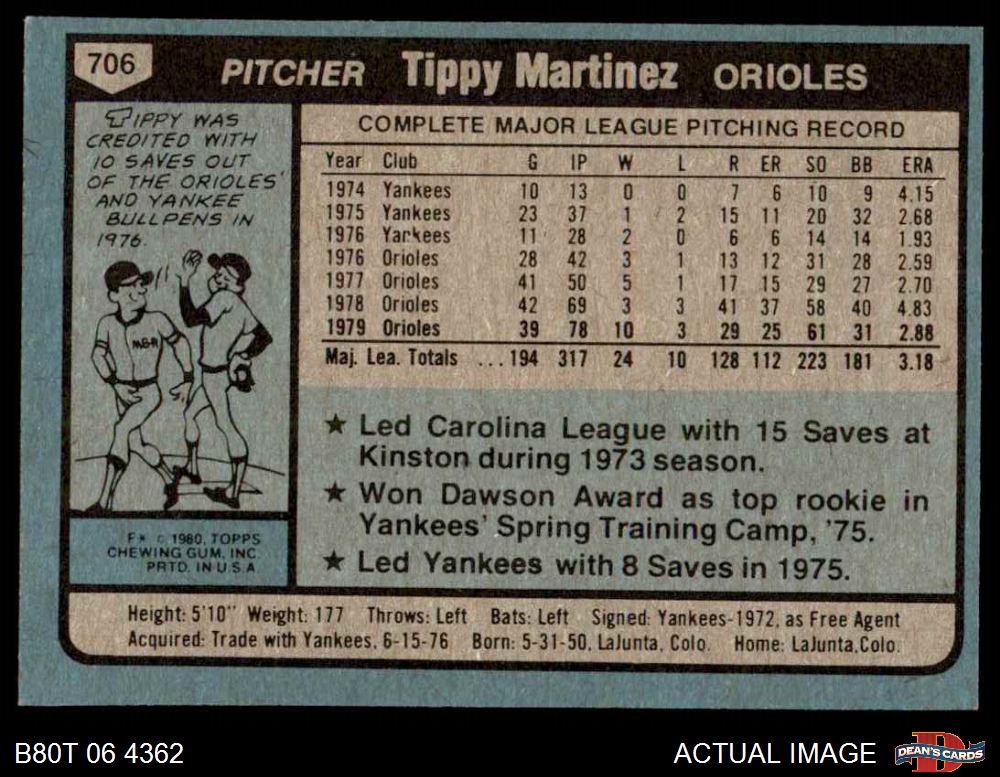 706
PITCHER Tippy Martinez ORIOLES
TIPPY WAS
CREDITED WITH
10 SAVES OUT
OF THE ORIOLES'
AND YANKEE
BULLPENS IN
1976.
COMPLETE MAJOR LEAGUE PITCHING RECORD
Year Club G IP W L R ER SO BB ERA
1974 Yankees 10 13 0 0 7 6 10 9 4.15
1975 Yankees 23 37 1 2 15 11 20 32 2.68
1976 Yankees 11 28 2 0 6 6 14 14 1.93
1976 Orioles 28 42 3 1 13 12 31 28 2.59
1977 Orioles 41 50 5 1 17 15 29 27 2.70
1978 Orioles 42 69 3 3 41 37 58 40 4.83
1979 Orioles 39 78 10 3 29 25 61 31 2.88
Maj. Lea. Totals ... 194 317 24 10 128 112 223 181 3.18
★ Led Carolina League with 15 Saves at
Kinston during 1973 season.
★ Won Dawson Award as top rookie in
Yankees' Spring Training Camp, '75.
★ Led Yankees with 8 Saves in 1975.
F* © 1980, TOPPS
CHEWING GUM, INC.
PRTD. IN U.S.A
Height: 5'10" Weight: 177 Throws: Left Bats: Left Signed: Yankees-1972, as Free Agent
Acquired: Trade with Yankees, 6-15-76 Born: 5-31-50, LaJunta, Colo. Home: LaJunta, Colo.
B80T 06 4362
ACTUAL IMAGE
DEAN'S CARDS